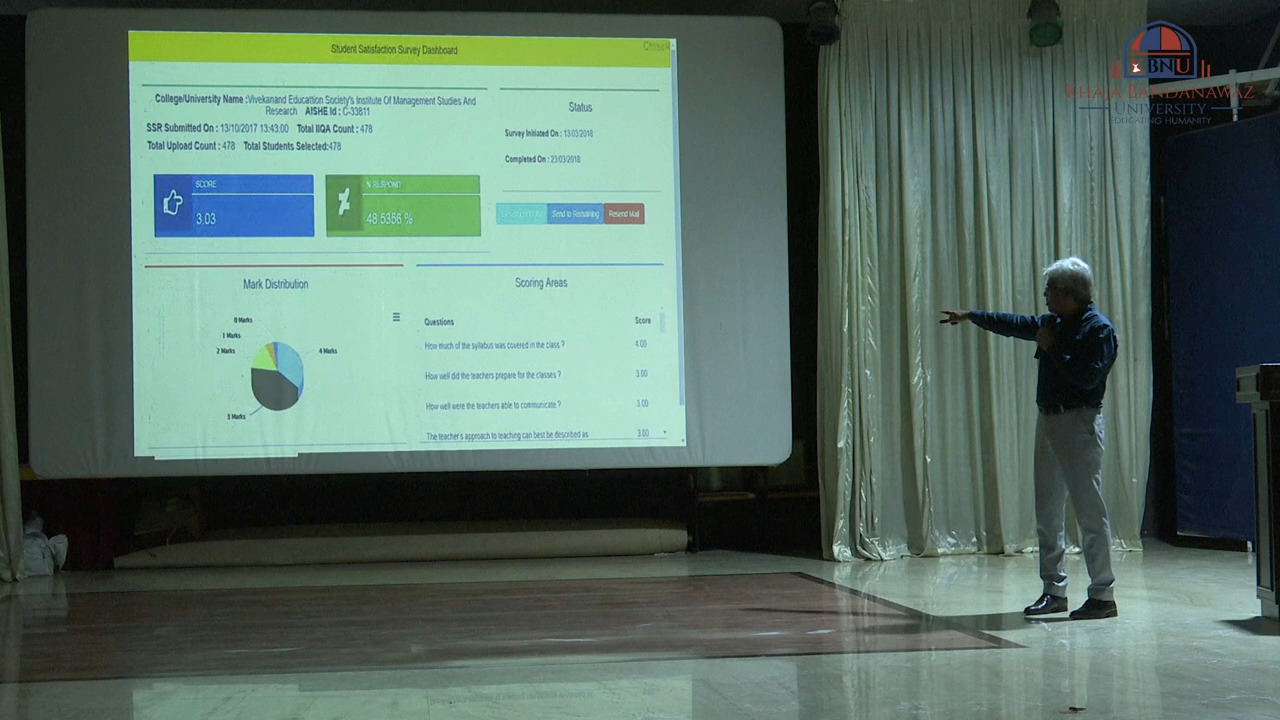 Student Satisfaction Survey Dashboard
College/University Name :Vivekanand Educattion Society's Institute Of Management Studies And
Research AISHE Id : C-33811
SSR Submitted On : 13/10/2017 13:43:00 Total IIQA Count : 478
Total Upload Count : 478 Total Students Selected:478
SCORE
3.03
% RESPOND
48.5356 %
Status
Survey Initiated On : 13/03/2018
Completed On : 23/03/2018
Send to Remaining
Resend Mail
Mark Distribution
0 Marks
1 Marks
2 Marks
4 Marks
3 Marks
Scoring Areas
Questions Score
How much of the syllabus was covered in the class ? 4.00
How well did the teachers prepare for the classes ? 3.00
How well were the teachers able to communicate ? 3.00
The teacher's approach to teaching can best be described as 3.00
KBNU
KHAJA BANDANAWAZ
UNIVERSITY
EDUCATING HUMANITY